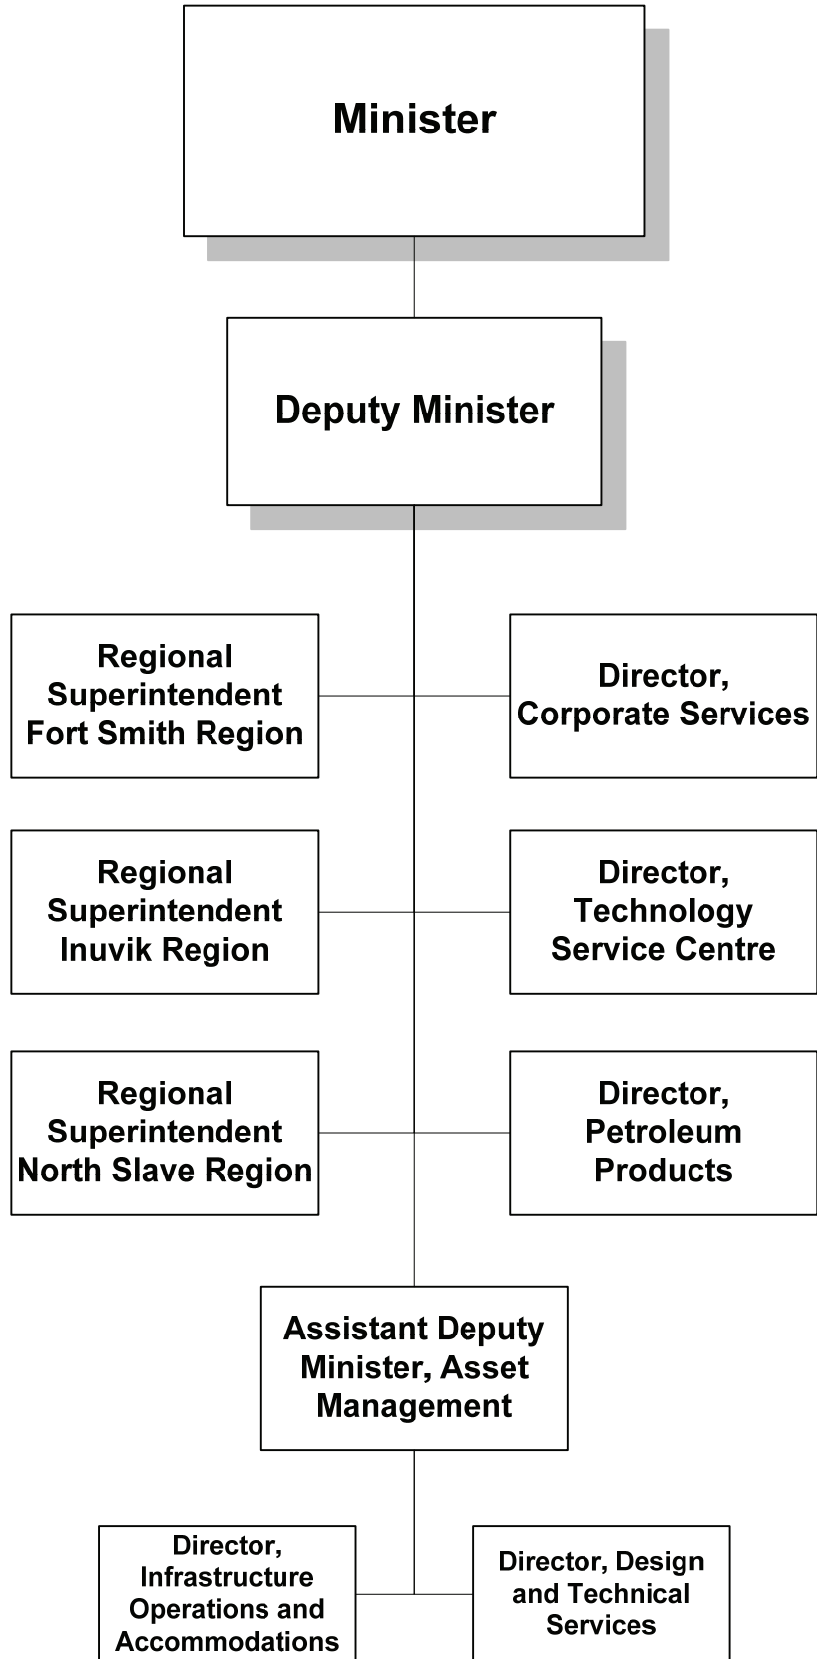 Minister
Deputy Minister
Regional
Superintendent
Fort Smith Region
Director,
Corporate Services
Regional
Superintendent
Inuvik Region
Director,
Technology
Service Centre
Regional
Superintendent
North Slave Region
Director,
Petroleum
Products
Assistant Deputy
Minister, Asset
Management
Director,
Infrastructure
Operations and
Accommodations
Director, Design
and Technical
Services